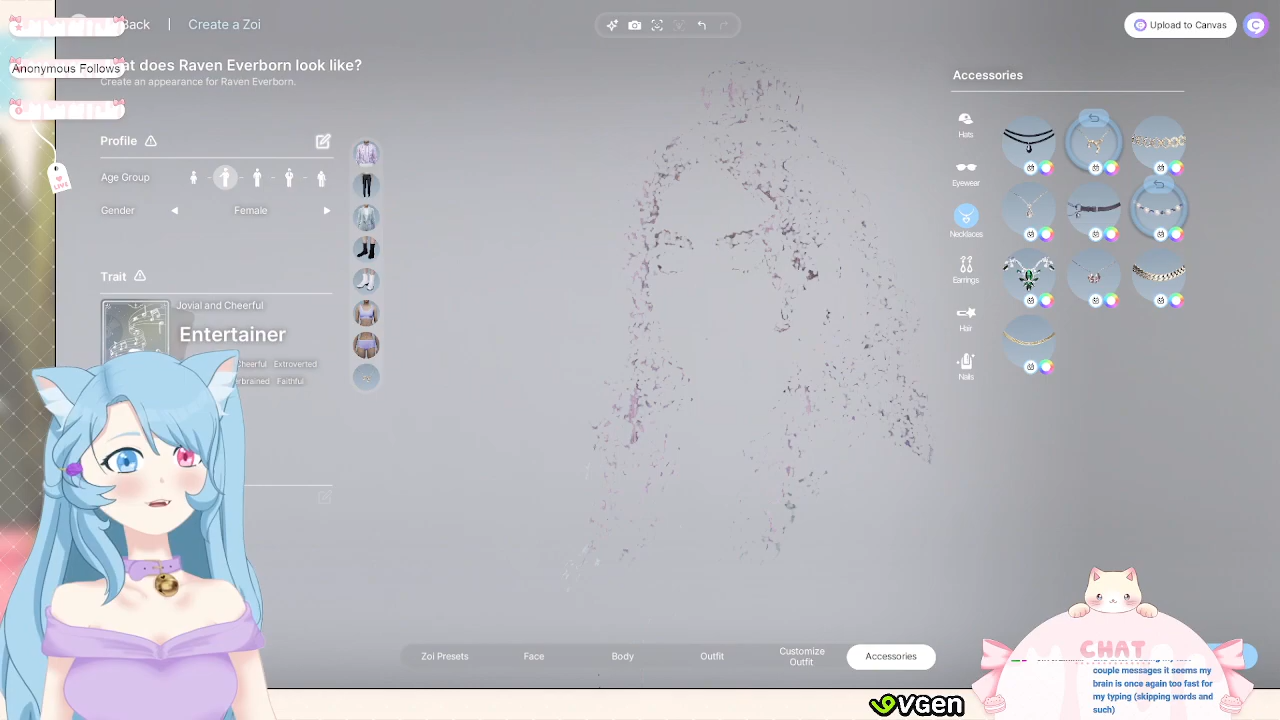 Back
Create a Zoi
Upload to Canvas
Anonymous Follows
at does Raven Everborn look like?
Create an appearance for Raven Everborn.
Accessories
Profile
Hats
Age Group
Eyewear
Gender
Female
Necklaces
Trait
Earrings
Jovial and Cheerful
Entertainer
Hair
Cheerful Extroverted
rbrained Faithful
Nails
LIVE
Zoi Presets
Face
Body
Outfit
Customize
Outfit
Accessories
CHAT
couple messages it seems my
brain is once again too fast for
my typing (skipping words and
such)
VGen